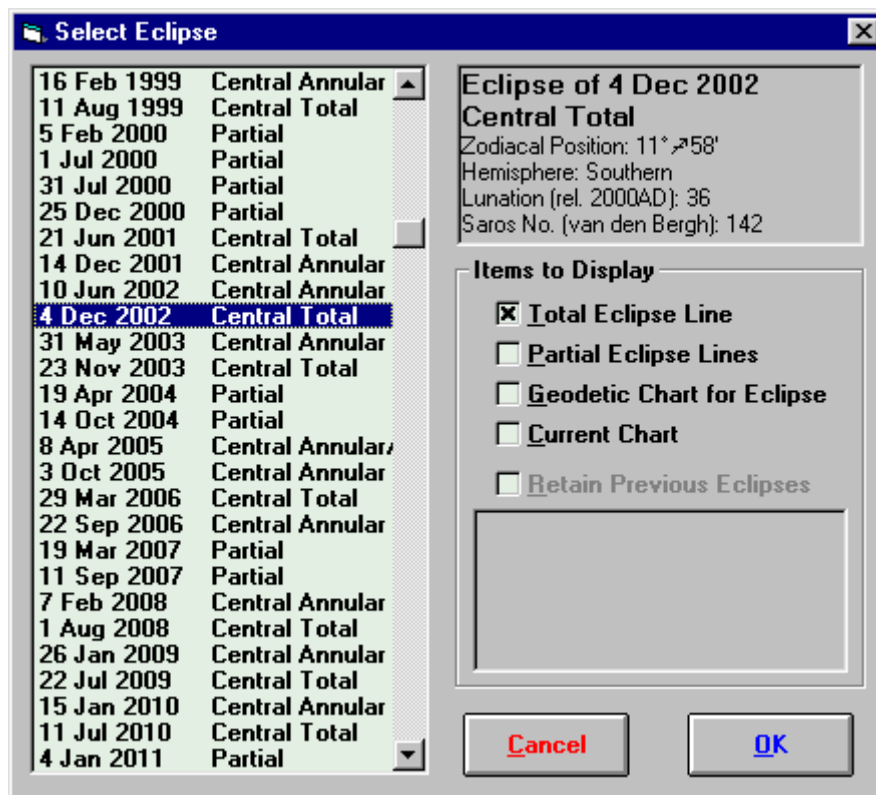 Select Eclipse
16 Feb 1999 Central Annular
11 Aug 1999 Central Total
5 Feb 2000 Partial
1 Jul 2000 Partial
31 Jul 2000 Partial
25 Dec 2000 Partial
21 Jun 2001 Central Total
14 Dec 2001 Central Annular
10 Jun 2002 Central Annular
4 Dec 2002 Central Total
31 May 2003 Central Annular
23 Nov 2003 Central Total
19 Apr 2004 Partial
14 Oct 2004 Partial
8 Apr 2005 Central Annular/
3 Oct 2005 Central Annular
29 Mar 2006 Central Total
22 Sep 2006 Central Annular
19 Mar 2007 Partial
11 Sep 2007 Partial
7 Feb 2008 Central Annular
1 Aug 2008 Central Total
26 Jan 2009 Central Annular
22 Jul 2009 Central Total
15 Jan 2010 Central Annular
11 Jul 2010 Central Total
4 Jan 2011 Partial
Eclipse of 4 Dec 2002
Central Total
Zodiacal Position: 11°♐58'
Hemisphere: Southern
Lunation (rel. 2000AD): 36
Saros No. (van den Bergh): 142
Items to Display
Total Eclipse Line
Partial Eclipse Lines
Geodetic Chart for Eclipse
Current Chart
Retain Previous Eclipses
Cancel
OK